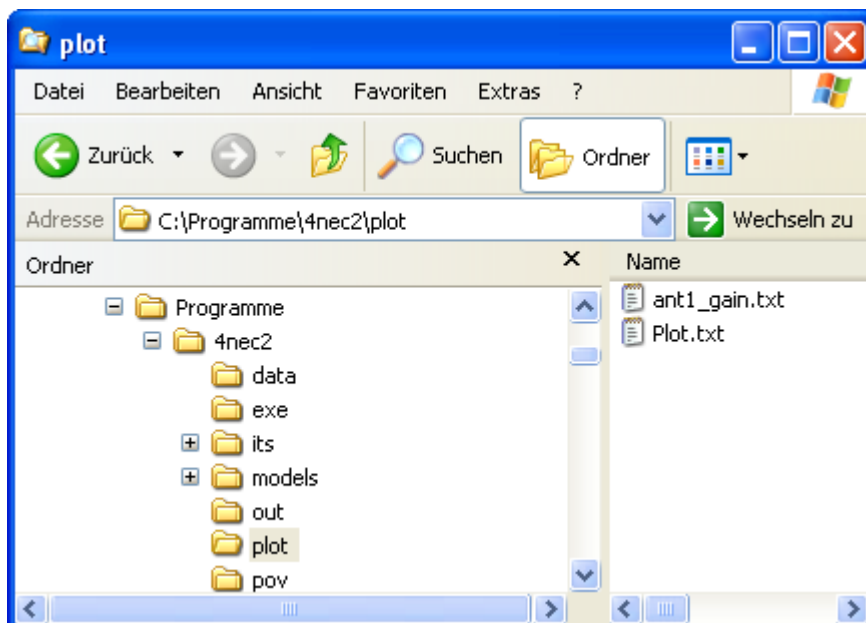 plot
Datei Bearbeiten Ansicht Favoriten Extras ?
Zurück Suchen Ordner
Adresse C:\Programme\4nec2\plot Wechseln zu
Ordner
Name
Programme
4nec2
data
exe
its
models
out
plot
pov
ant1_gain.txt
Plot.txt